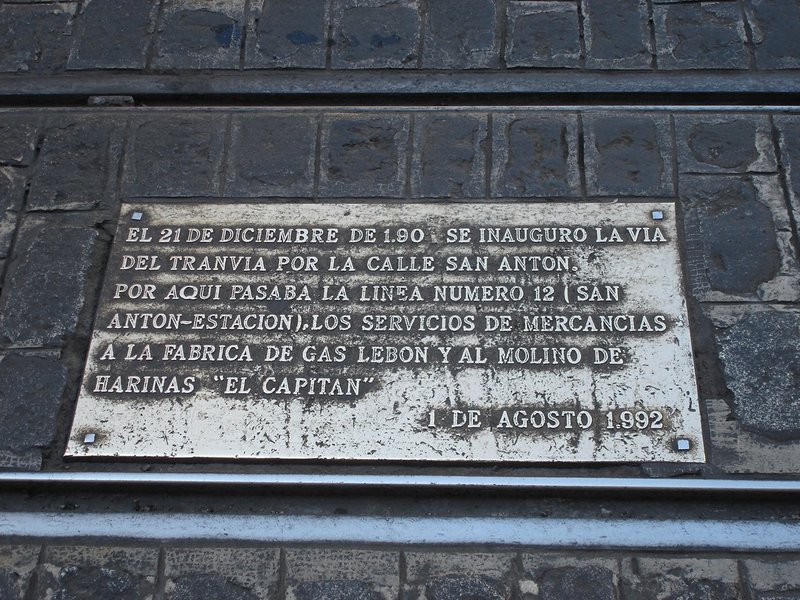 EL 21 DE DICIEMBRE DE 1.90 SE INAUGURO LA VIA
DEL TRANVIA POR LA CALLE SAN ANTON.
POR AQUI PASABA LA LINEA NUMERO 12 (SAN
ANTON-ESTACION), LOS SERVICIOS DE MERCANCIAS
A LA FABRICA DE GAS LEBON Y AL MOLINO DE
HARINAS "EL CAPITAN"
1 DE AGOSTO 1.992